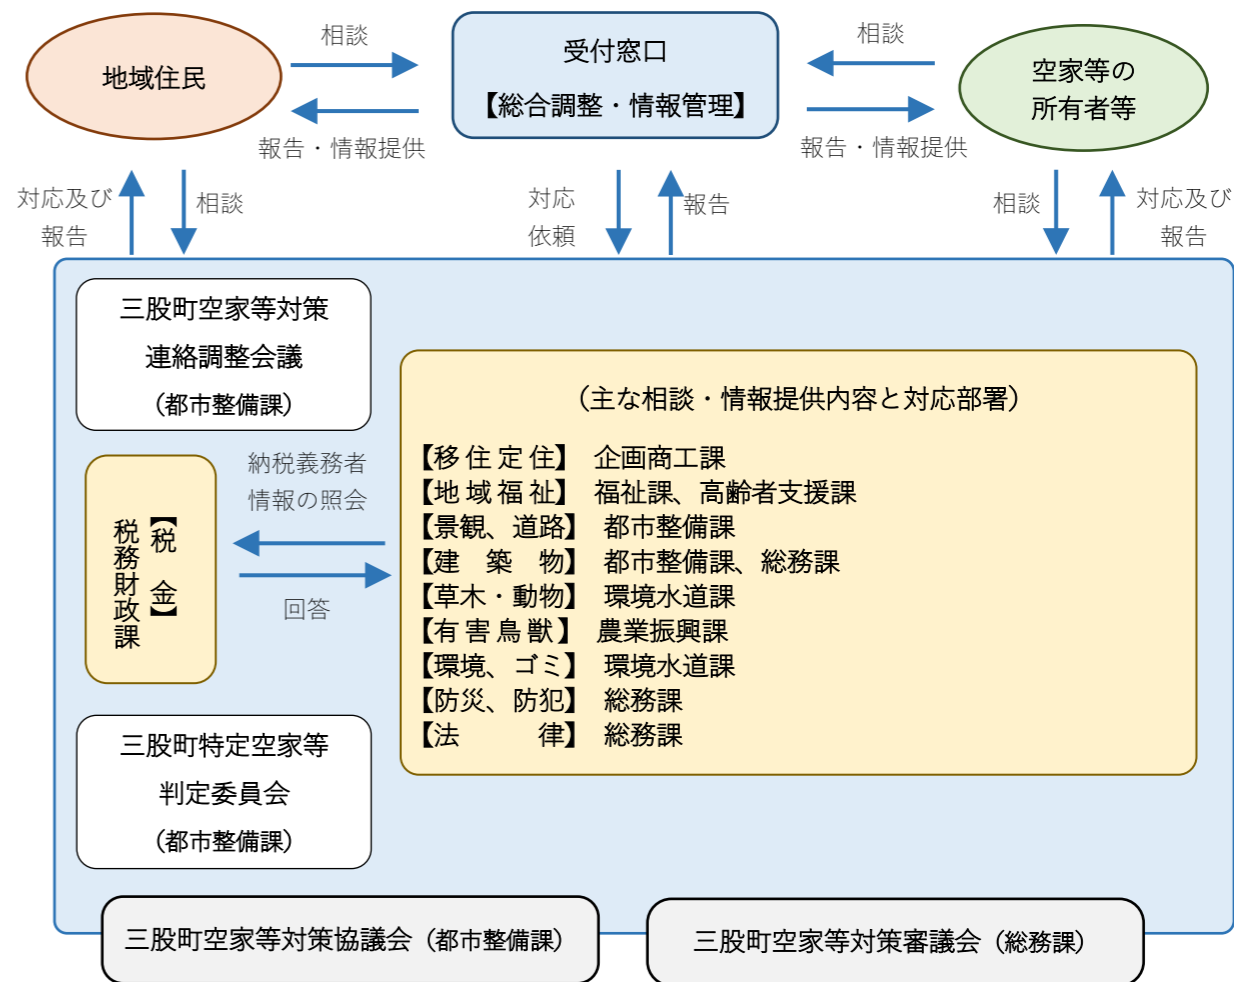 地域住民
相談
報告・情報提供
受付窓口
【総合調整・情報管理】
相談
報告・情報提供
空家等の
所有者等
対応及び
報告
相談
対応
依頼
報告
相談
対応及び
報告
三股町空家等対策
連絡調整会議
（都市整備課）
【税　金】
税務財政課
納税義務者
情報の照会
回答
（主な相談・情報提供内容と対応部署）
【移住定住】 企画商工課
【地域福祉】 福祉課、高齢者支援課
【景観、道路】 都市整備課
【建　築　物】 都市整備課、総務課
【草木・動物】 環境水道課
【有害鳥獣】 農業振興課
【環境、ゴミ】 環境水道課
【防災、防犯】 総務課
【法　　　律】 総務課
三股町特定空家等
判定委員会
（都市整備課）
三股町空家等対策協議会（都市整備課）
三股町空家等対策審議会（総務課）